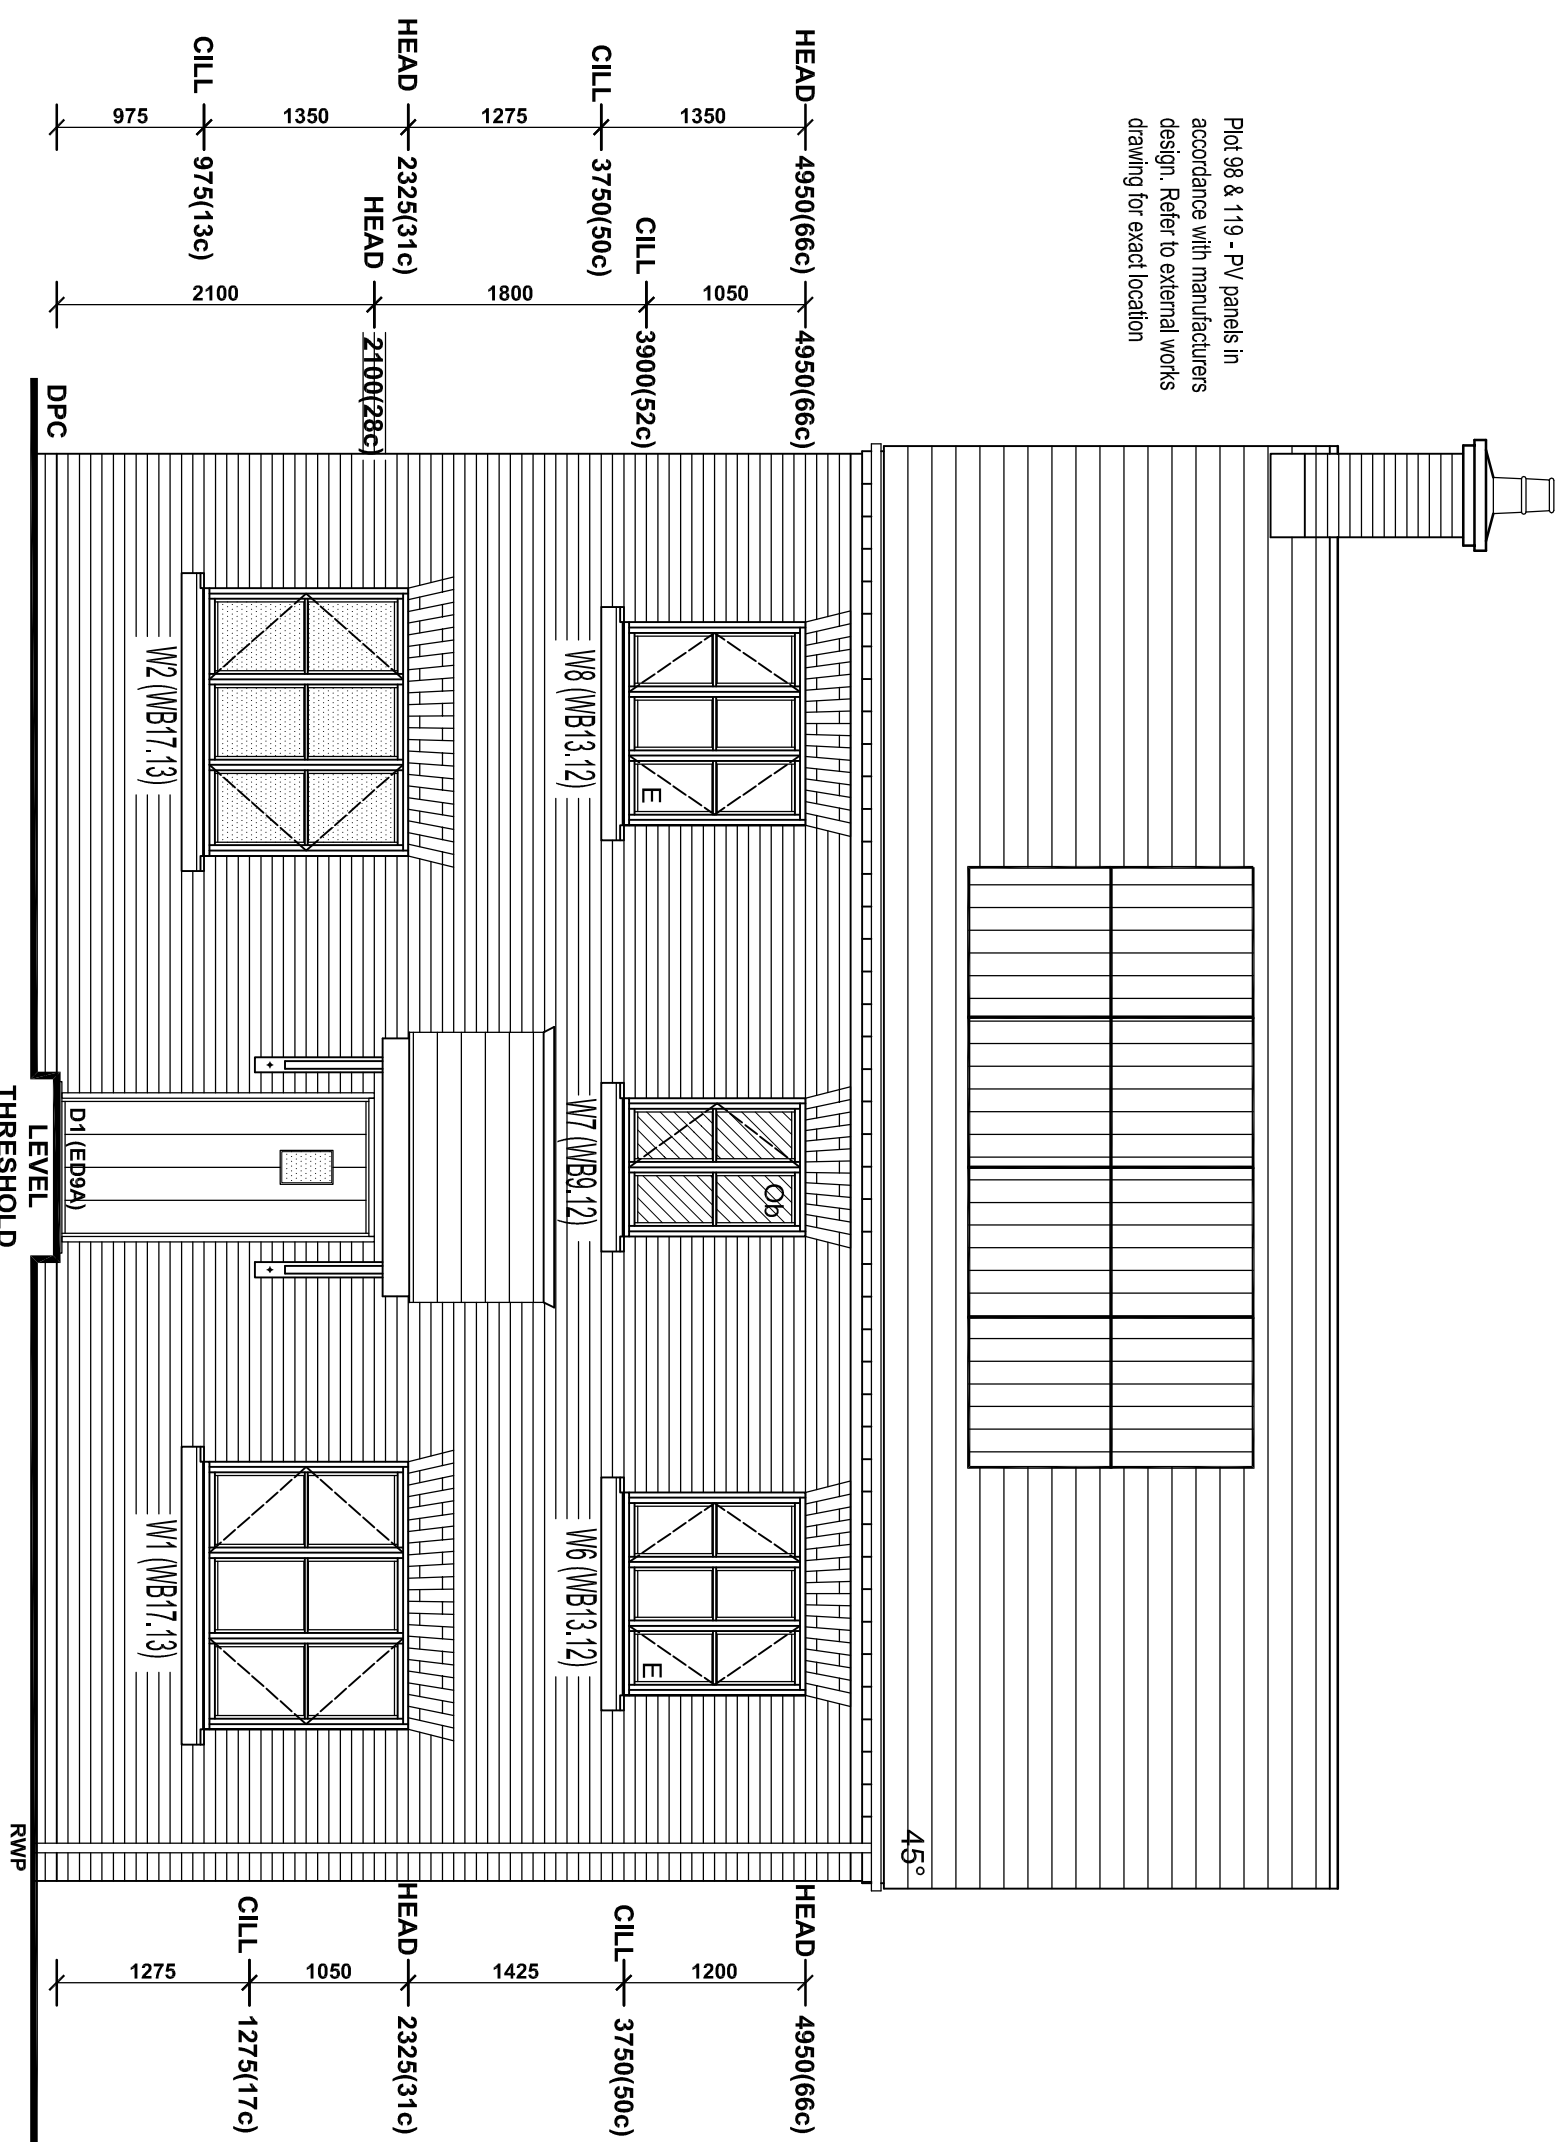 Plot 98 & 119 - PV panels in
accordance with manufacturers
design. Refer to external works
drawing for exact location
45°
HEAD
4950(66c)
4950(66c)
HEAD
4950(66c)
1350
1050
1200
CILL
3750(50c)
CILL
3900(52c)
CILL
3750(50c)
E
Ob
E
W8 (WB13.12)
W7 (WB9.12)
W6 (WB13.12)
1275
1800
1425
HEAD
2325(31c)
HEAD
2100(28c)
HEAD
2325(31c)
1350
2100
1050
CILL
975(13c)
CILL
1275(17c)
W2 (WB17.13)
W1 (WB17.13)
975
1275
D1 (ED9A)
DPC
LEVEL
THRESHOLD
RWP